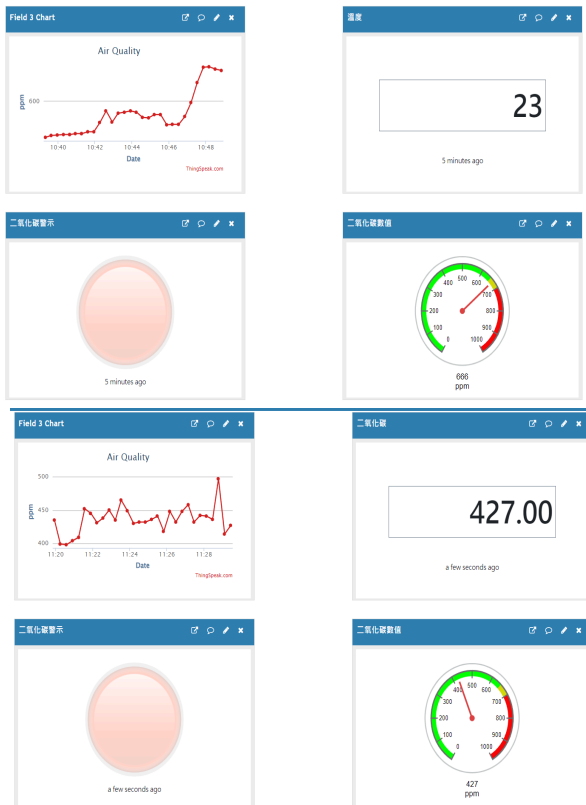 Field 3 Chart
Air Quality
ppm
600
10:40 10:42 10:44 10:46 10:48
Date
ThingSpeak.com
溫度
23
5 minutes ago
二氧化碳警示
5 minutes ago
二氧化碳數值
0 100 200 300 400 500 600 700 800 900 1000
666
ppm
Field 3 Chart
Air Quality
ppm
500
450
400
11:20 11:22 11:24 11:26 11:28
Date
ThingSpeak.com
二氧化碳
427.00
a few seconds ago
二氧化碳警示
a few seconds ago
二氧化碳數值
0 100 200 300 400 500 600 700 800 900 1000
427
ppm